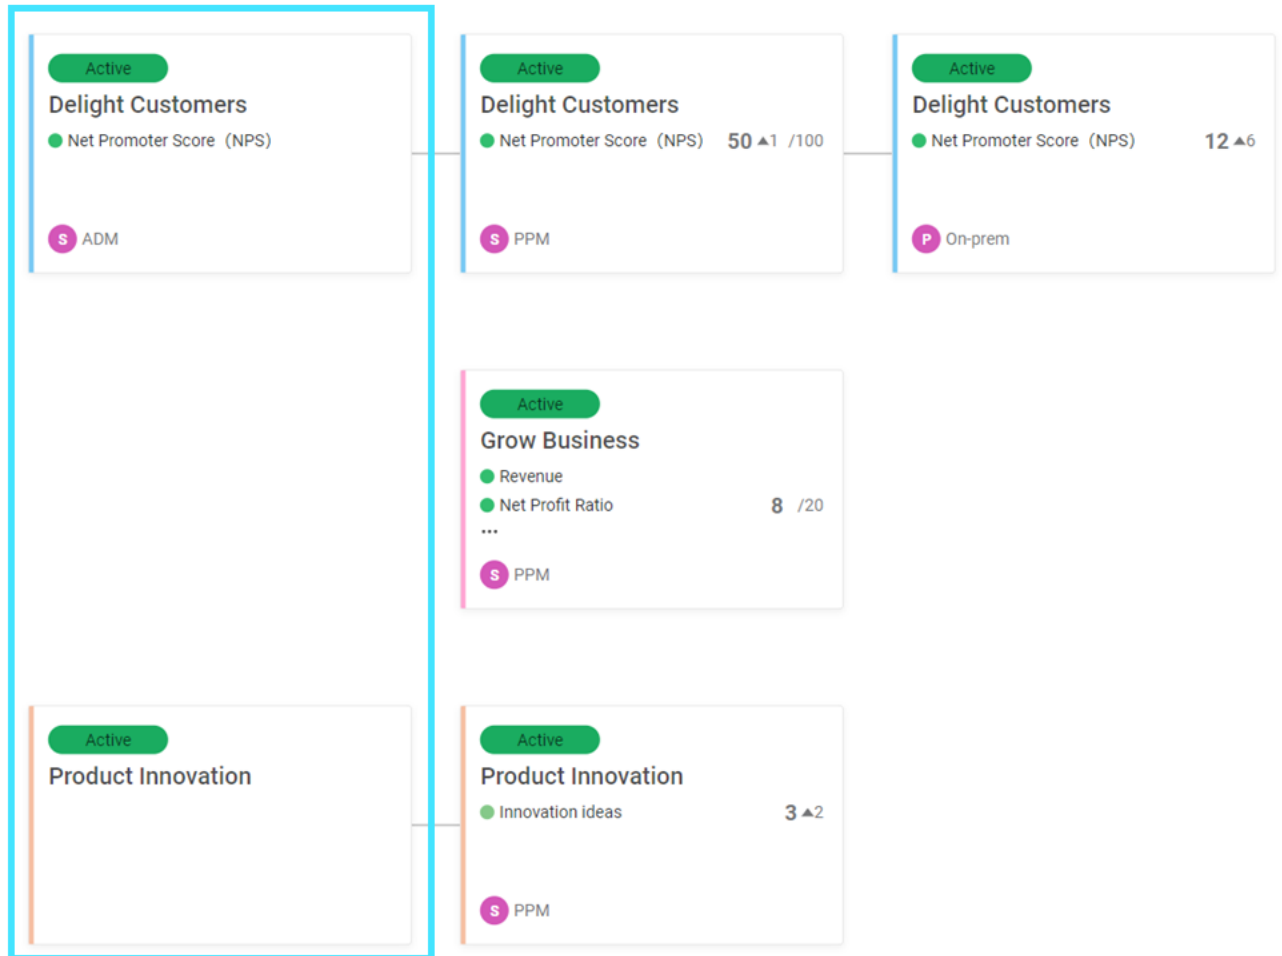 Active
Delight Customers
Net Promoter Score (NPS)
S ADM
Active
Delight Customers
Net Promoter Score (NPS) 50 ▲1 /100
S PPM
Active
Delight Customers
Net Promoter Score (NPS) 12 ▲6
P On-prem
Active
Grow Business
Revenue
Net Profit Ratio 8 /20
...
S PPM
Active
Product Innovation
Active
Product Innovation
Innovation ideas 3 ▲2
S PPM